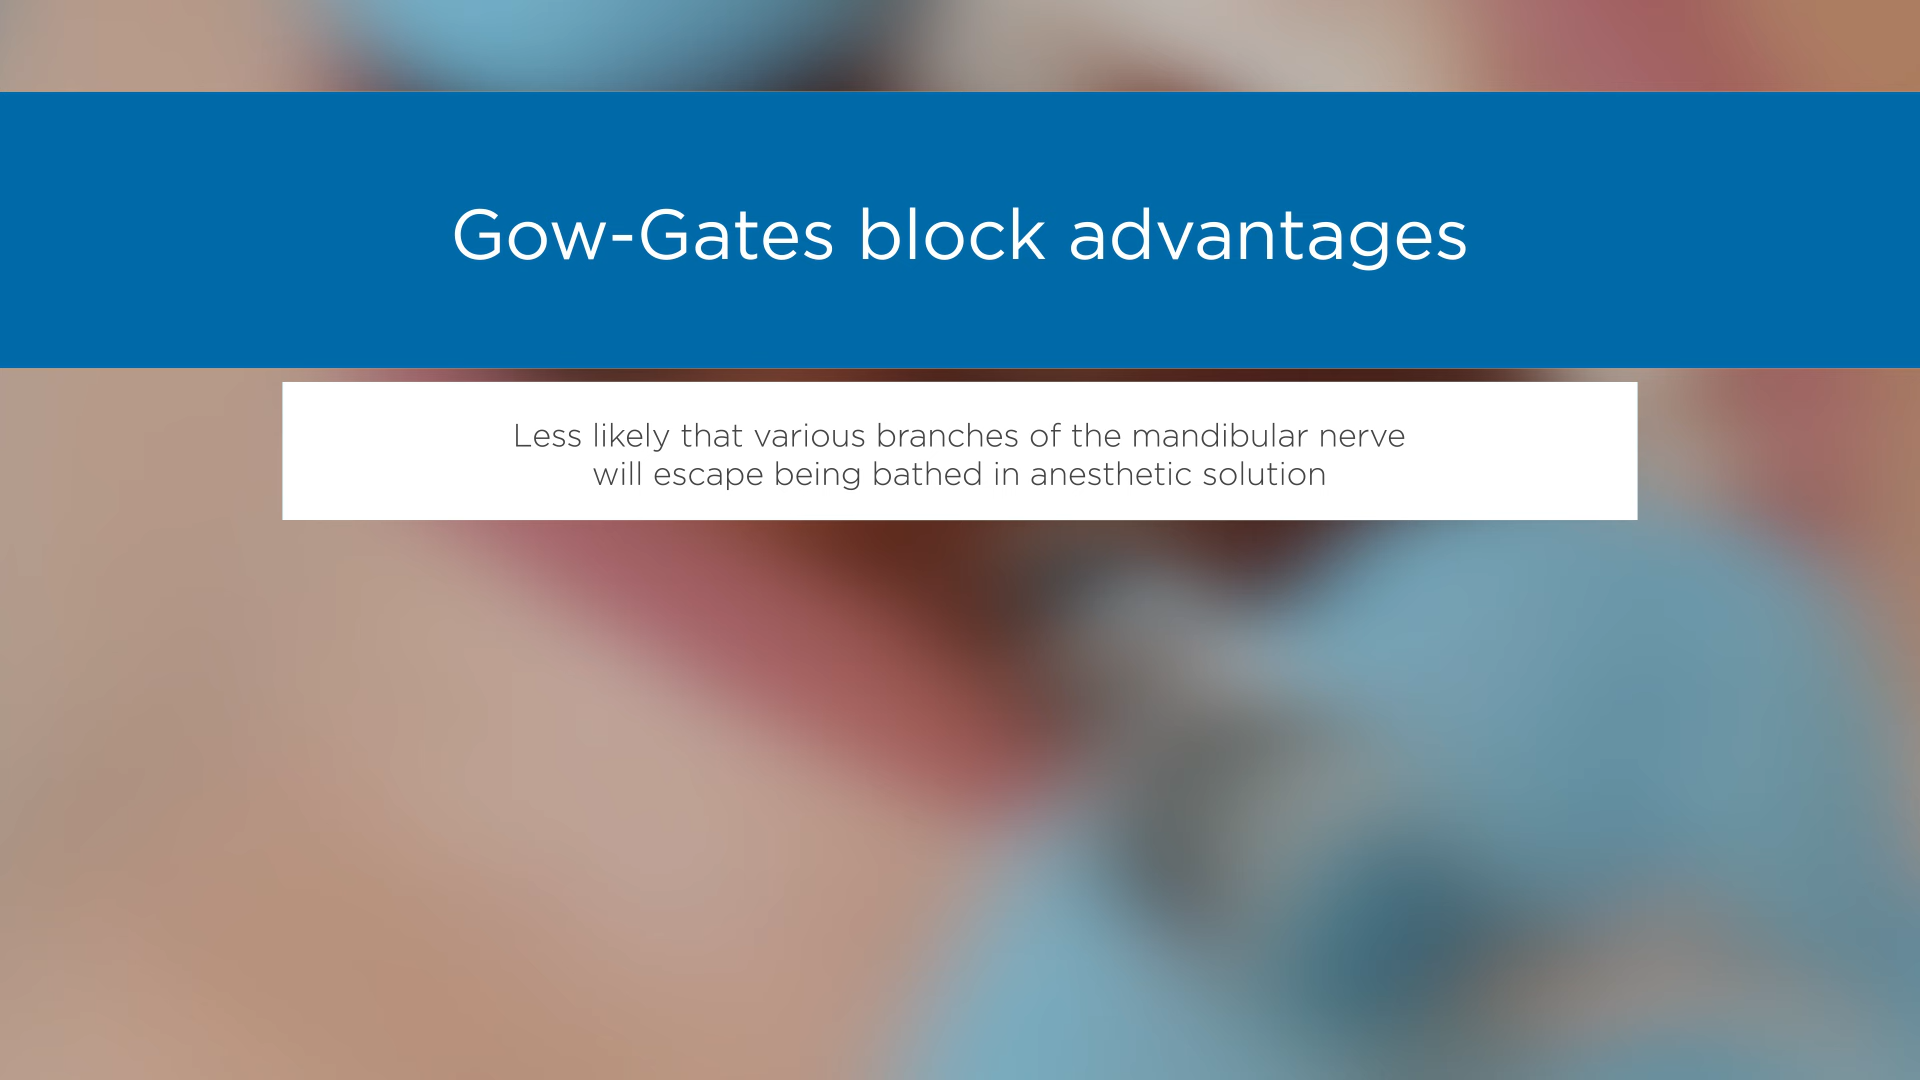 Gow-Gates block advantages
Less likely that various branches of the mandibular nerve
will escape being bathed in anesthetic solution